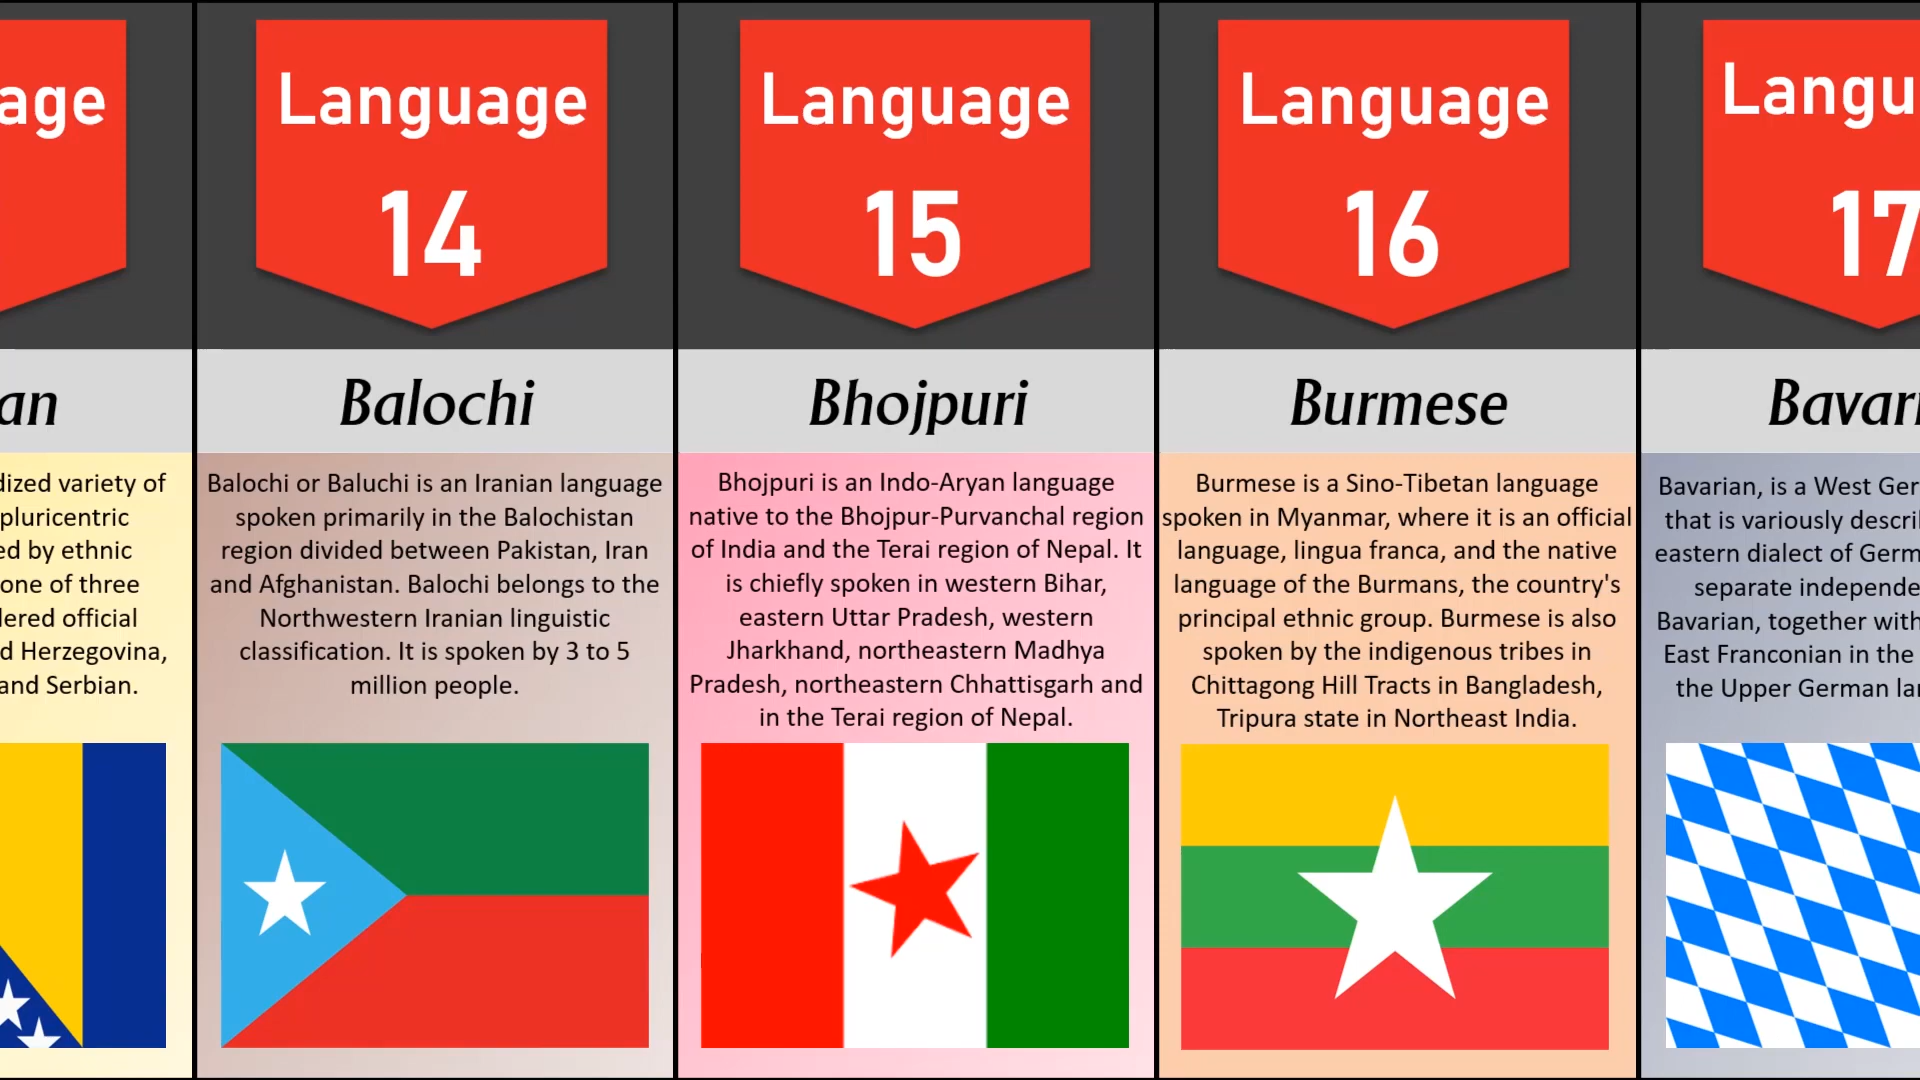 age
an
dized variety of
pluricentric
ed by ethnic
one of three
dered official
d Herzegovina,
and Serbian.
Language
14
Balochi
Balochi or Baluchi is an Iranian language
spoken primarily in the Balochistan
region divided between Pakistan, Iran
and Afghanistan. Balochi belongs to the
Northwestern Iranian linguistic
classification. It is spoken by 3 to 5
million people.
Language
15
Bhojpuri
Bhojpuri is an Indo-Aryan language
native to the Bhojpur-Purvanchal region
of India and the Terai region of Nepal. It
is chiefly spoken in western Bihar,
eastern Uttar Pradesh, western
Jharkhand, northeastern Madhya
Pradesh, northeastern Chhattisgarh and
in the Terai region of Nepal.
Language
16
Burmese
Burmese is a Sino-Tibetan language
spoken in Myanmar, where it is an official
language, lingua franca, and the native
language of the Burmans, the country's
principal ethnic group. Burmese is also
spoken by the indigenous tribes in
Chittagong Hill Tracts in Bangladesh,
Tripura state in Northeast India.
Langu
17
Bavari
Bavarian, is a West Ger
that is variously descri
eastern dialect of Germ
separate independe
Bavarian, together with
East Franconian in the
the Upper German lan